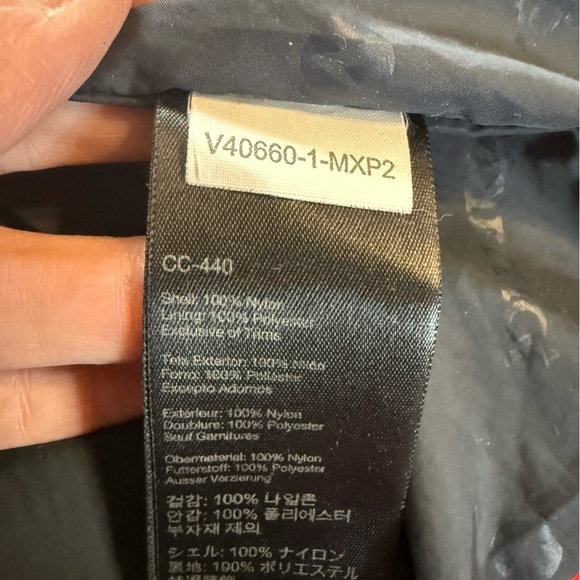 V40660-1-MXP2
CC-440
Shell: 100% Nylon
Lining: 100% Polyester
Exclusive of Trims
Tela Exterior: 100% Nilon
Forro: 100% Poliester
Excepto Adornos
Extérieur: 100% Nylon
Doublure: 100% Polyester
Sauf Garnitures
Obermaterial: 100% Nylon
Futterstoff: 100% Polyester
Ausser Verzierung
겉감: 100% 나일론
안감: 100% 폴리에스터
부자재 제외
シェル: 100% ナイロン
裏地: 100% ポリエステル